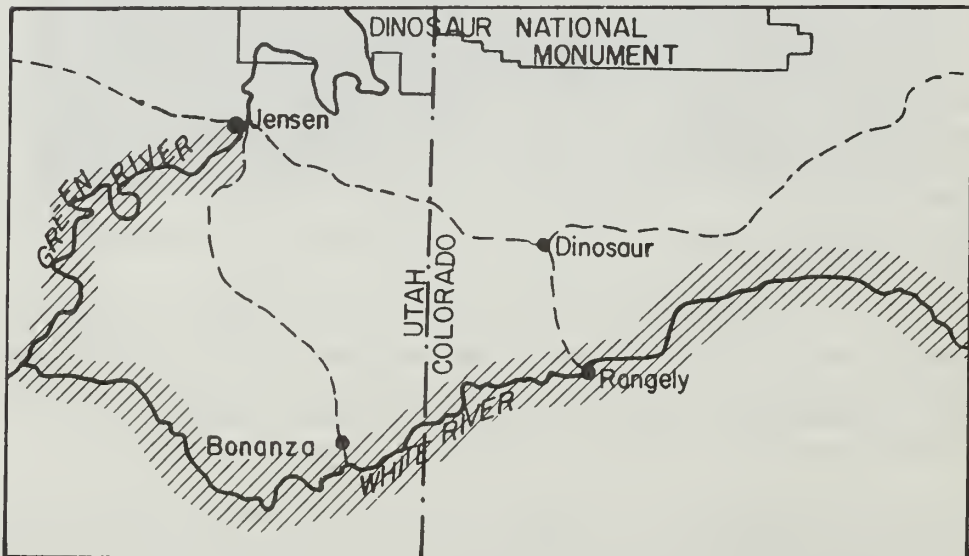 DINOSAUR NATIONAL
MONUMENT
Jensen
GREEN RIVER
Dinosaur
UTAH
COLORADO
Rangely
Bonanza
WHITE RIVER